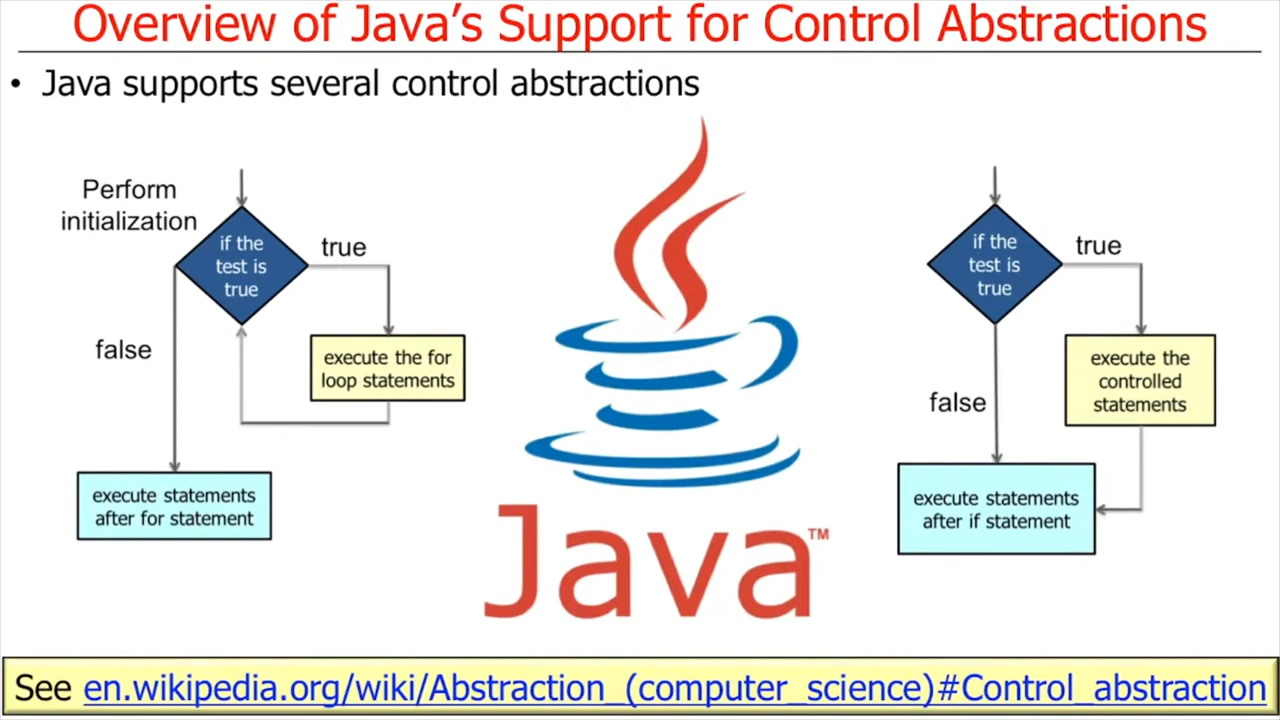 Overview of Java's Support for Control Abstractions
• Java supports several control abstractions
Perform
initialization
if the
test is
true
true
false
execute the for
loop statements
execute statements
after for statement
Java™
if the
test is
true
true
false
execute the
controlled
statements
execute statements
after if statement
See en.wikipedia.org/wiki/Abstraction_(computer_science)#Control_abstraction